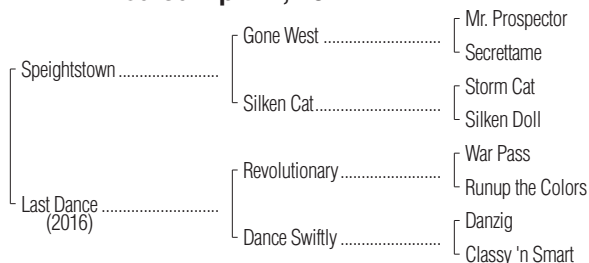 Mr. Prospector
Gone West ..............................
Secrettame
Speightstown ........................
Storm Cat
Silken Cat...............................
Silken Doll
War Pass
Revolutionary ........................
Runup the Colors
Last Dance ............................
(2016)
Danzig
Dance Swiftly ........................
Classy 'n Smart